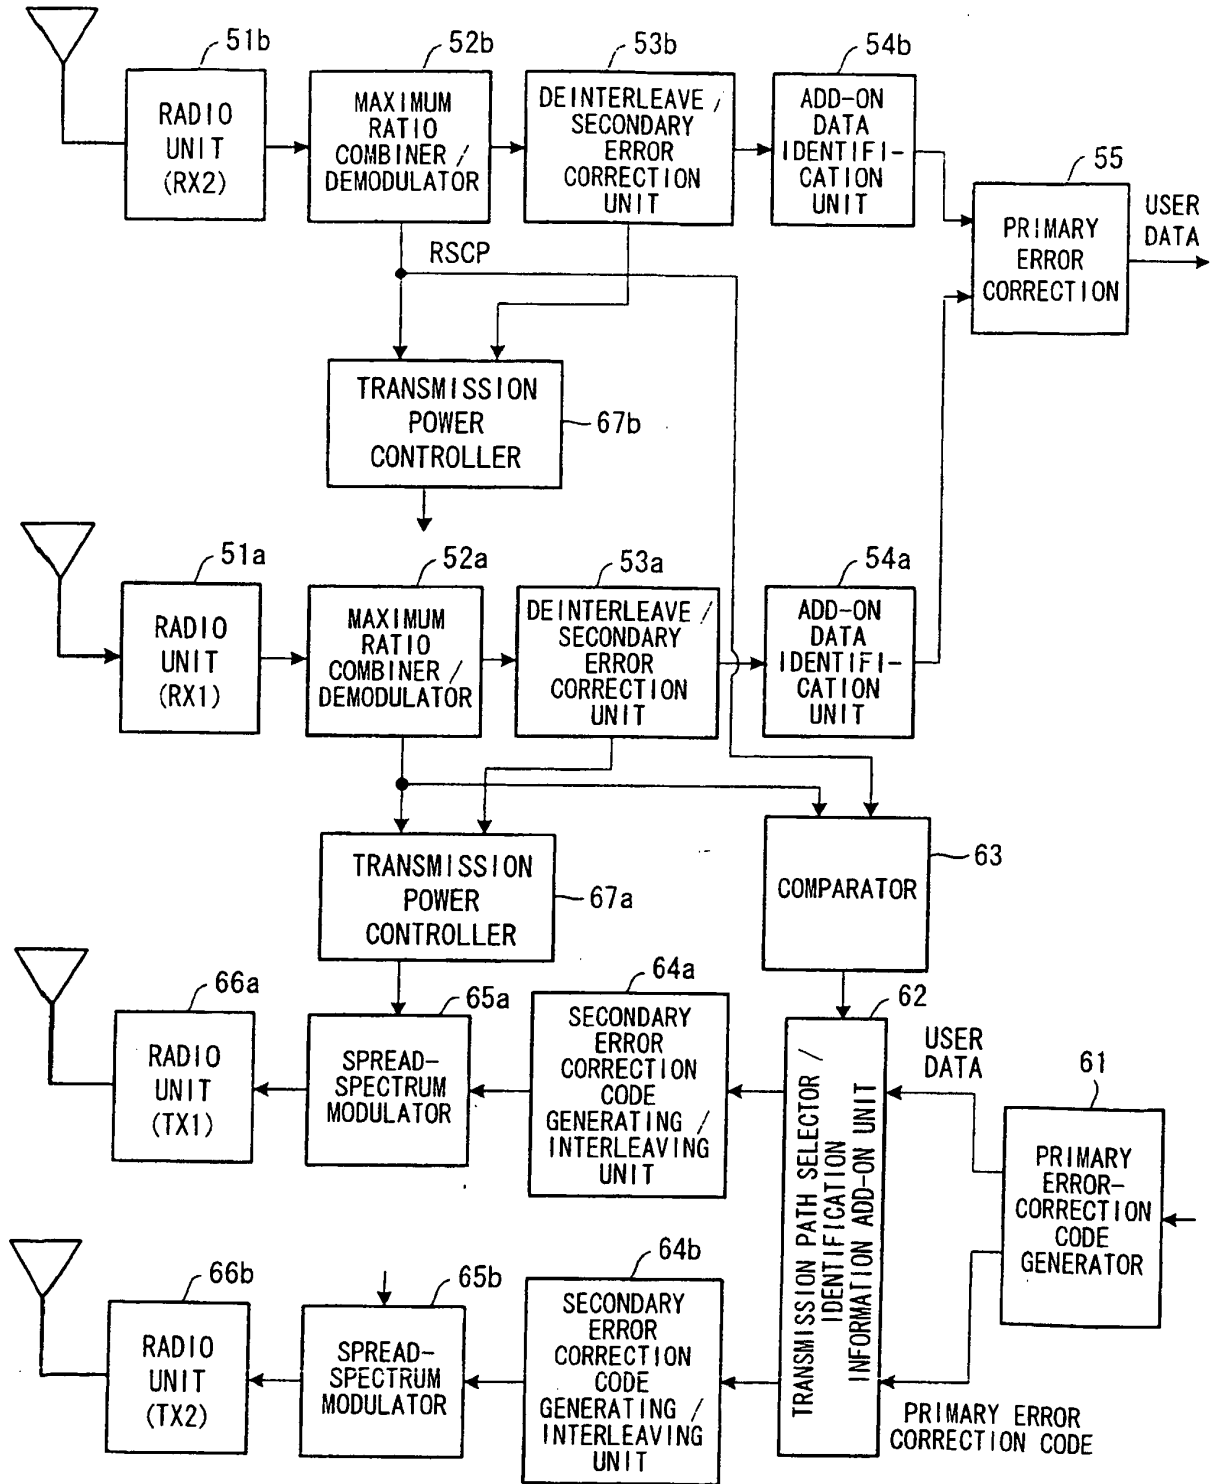 51b
52b
53b
54b
RADIO
UNIT
(RX2)
MAXIMUM
RATIO
COMBINER /
DEMODULATOR
DEINTERLEAVE /
SECONDARY
ERROR
CORRECTION
UNIT
ADD-ON
DATA
IDENTIFI-
CATION
UNIT
55
PRIMARY
ERROR
CORRECTION
USER
DATA
RSCP
TRANSMISSION
POWER
CONTROLLER
67b
51a
52a
53a
54a
RADIO
UNIT
(RX1)
MAXIMUM
RATIO
COMBINER /
DEMODULATOR
DEINTERLEAVE /
SECONDARY
ERROR
CORRECTION
UNIT
ADD-ON
DATA
IDENTIFI-
CATION
UNIT
TRANSMISSION
POWER
CONTROLLER
67a
COMPARATOR
63
66a
65a
64a
62
RADIO
UNIT
(TX1)
SPREAD-
SPECTRUM
MODULATOR
SECONDARY
ERROR
CORRECTION
CODE
GENERATING /
INTERLEAVING
UNIT
TRANSMISSION PATH SELECTOR /
IDENTIFICATION
INFORMATION ADD-ON UNIT
USER
DATA
61
PRIMARY
ERROR-
CORRECTION
CODE
GENERATOR
66b
65b
64b
RADIO
UNIT
(TX2)
SPREAD-
SPECTRUM
MODULATOR
SECONDARY
ERROR
CORRECTION
CODE
GENERATING /
INTERLEAVING
UNIT
PRIMARY ERROR
CORRECTION CODE